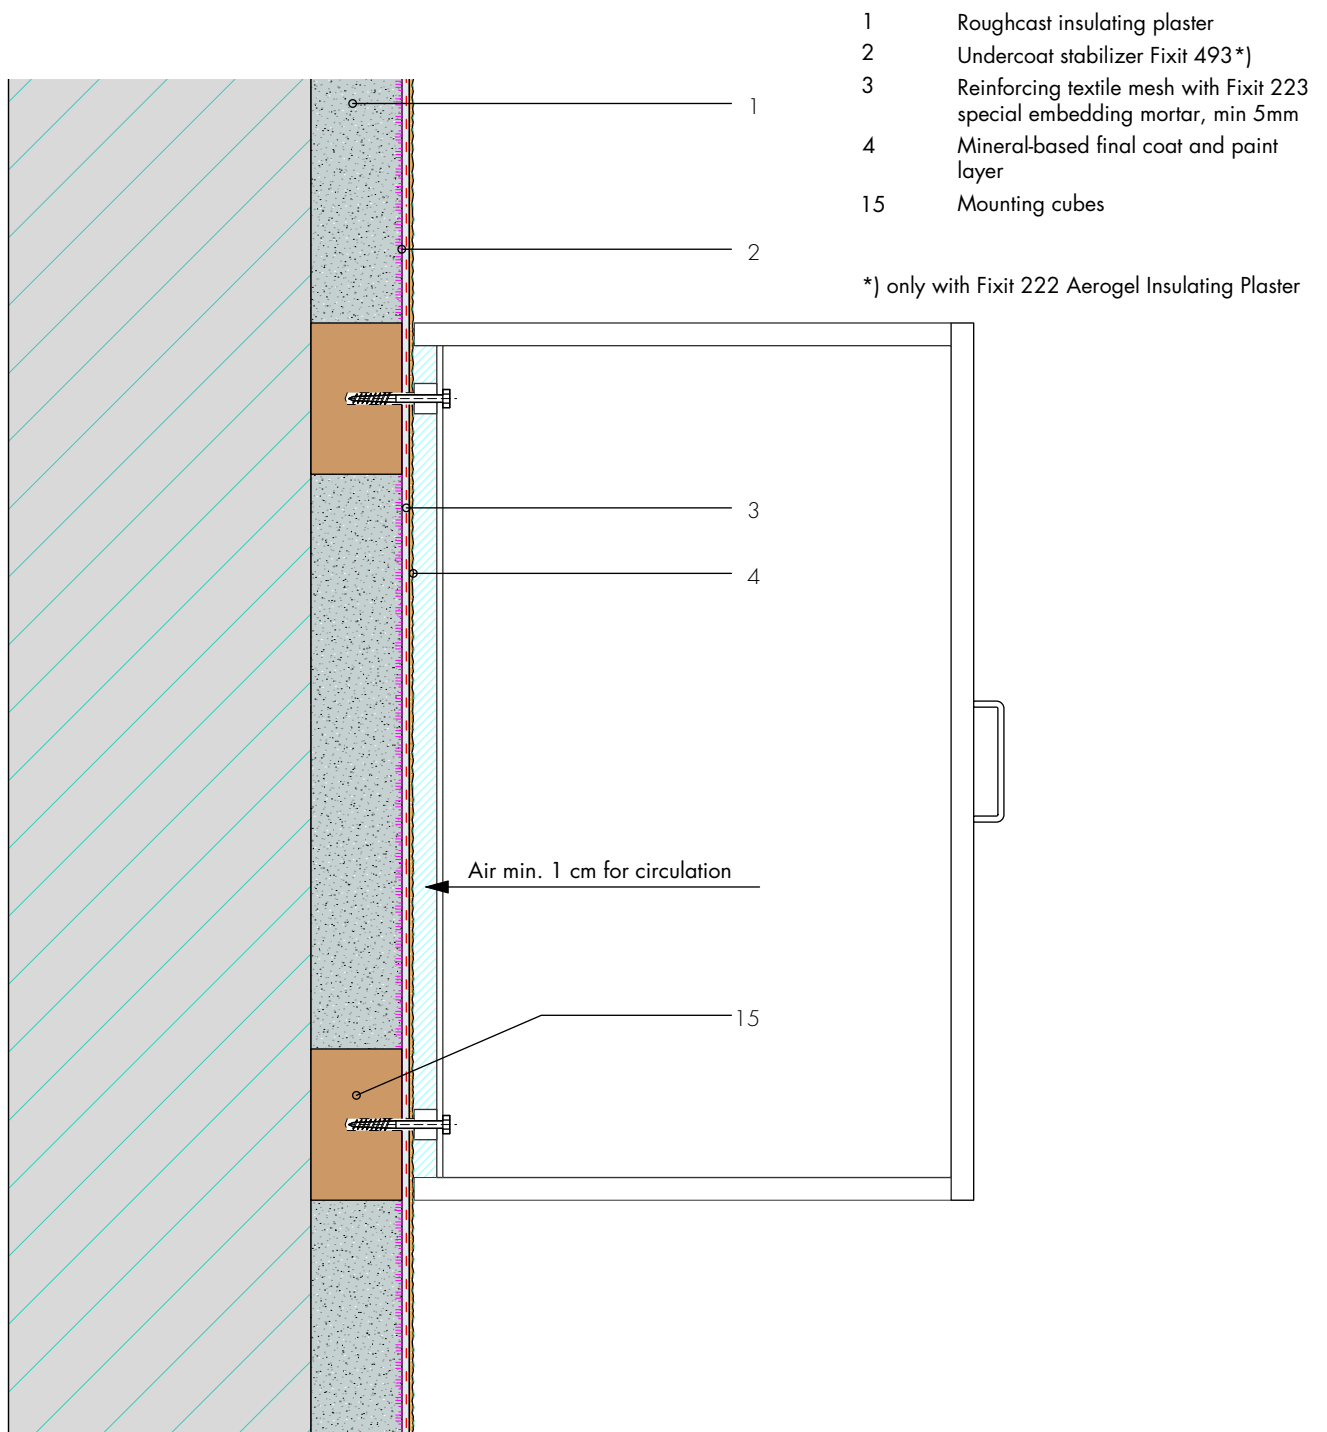 1 Roughcast insulating plaster
2 Undercoat stabilizer Fixit 493*)
3 Reinforcing textile mesh with Fixit 223
special embedding mortar, min 5mm
4 Mineral-based final coat and paint
layer
15 Mounting cubes
*) only with Fixit 222 Aerogel Insulating Plaster
1
2
3
4
Air min. 1 cm for circulation
15